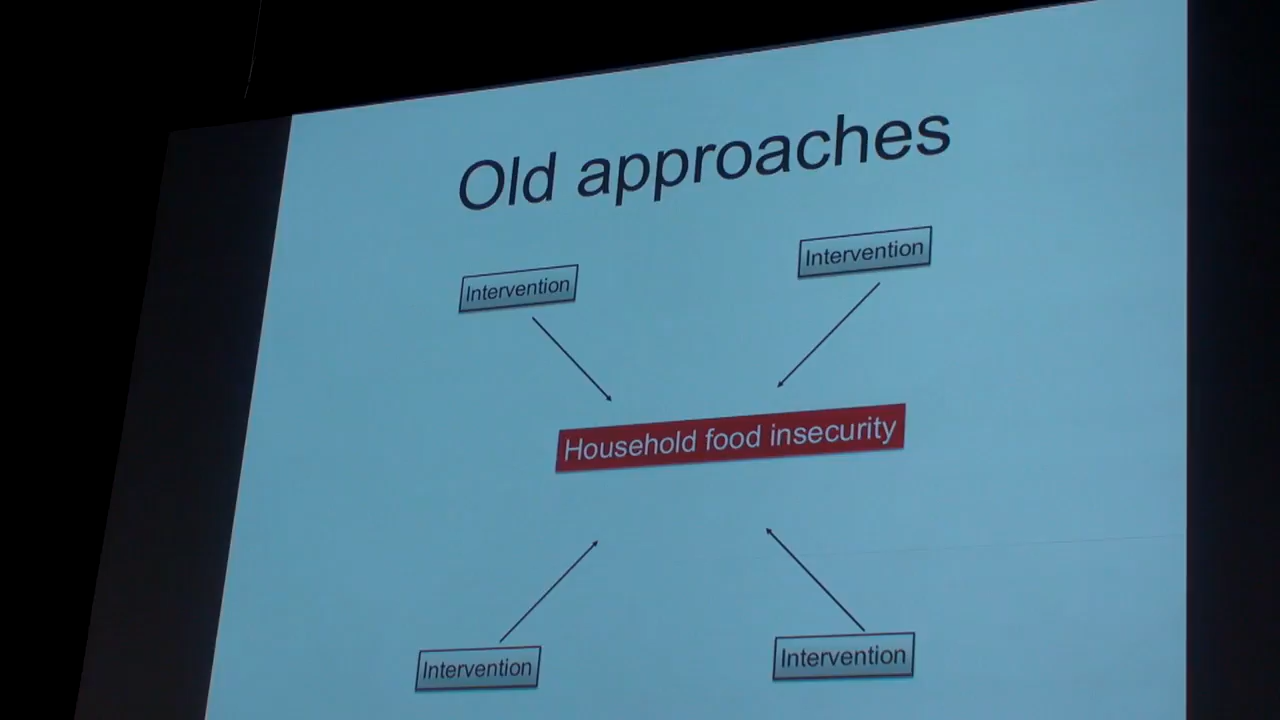 Old approaches
Intervention
Intervention
Household food insecurity
Intervention
Intervention